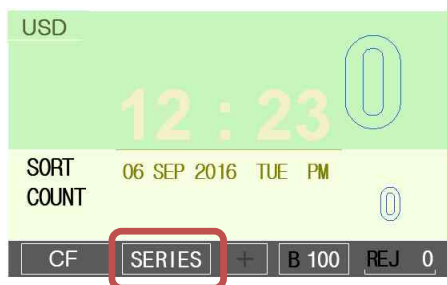 USD
0
12 : 23
SORT
06 SEP 2016 TUE PM
COUNT
0
CF SERIES + B 100 REJ 0